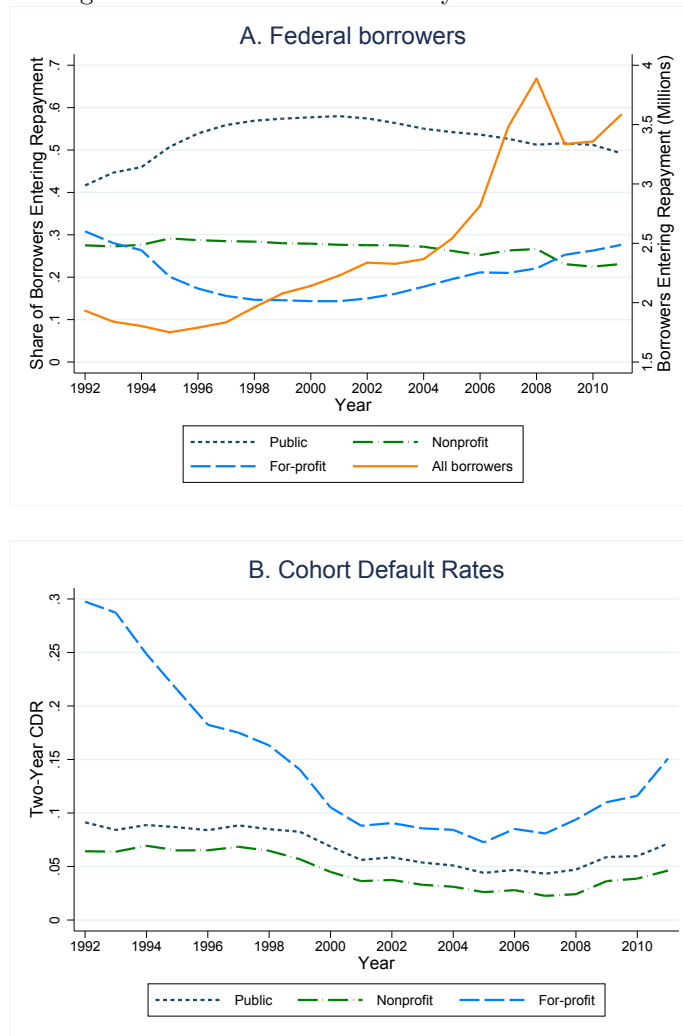 A. Federal borrowers
Share of Borrowers Entering Repayment
0 .1 .2 .3 .4 .5 .6 .7
Borrowers Entering Repayment (Millions)
1.5 2 2.5 3 3.5 4
1992 1994 1996 1998 2000 2002 2004 2006 2008 2010
Year
Public Nonprofit
For-profit All borrowers
B. Cohort Default Rates
Two-Year CDR
0 .05 .1 .15 .2 .25 .3
1992 1994 1996 1998 2000 2002 2004 2006 2008 2010
Year
Public Nonprofit For-profit